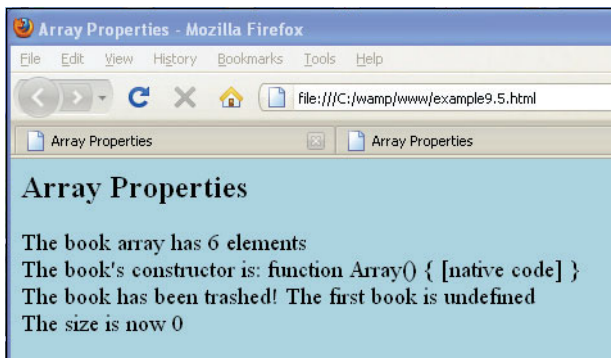 Array Properties - Mozilla Firefox
File Edit View History Bookmarks Tools Help
file:///C:/wamp/www/example9.5.html
Array Properties Array Properties
Array Properties
The book array has 6 elements
The book's constructor is: function Array() { [native code] }
The book has been trashed! The first book is undefined
The size is now 0